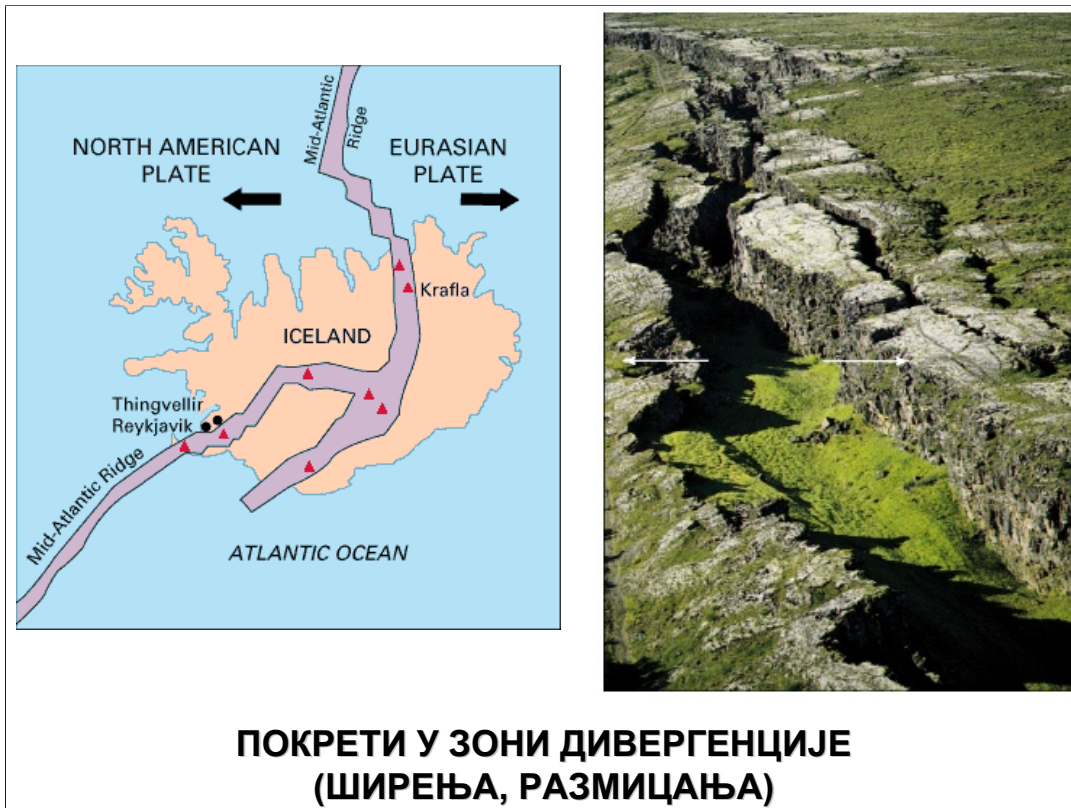 Mid-Atlantic
Ridge
NORTH AMERICAN
PLATE
EURASIAN
PLATE
Krafla
ICELAND
Thingvellir
Reykjavik
Mid-Atlantic Ridge
ATLANTIC OCEAN
ПОКРЕТИ У ЗОНИ ДИВЕРГЕНЦИЈЕ
(ШИРЕЊА, РАЗМИЦАЊА)